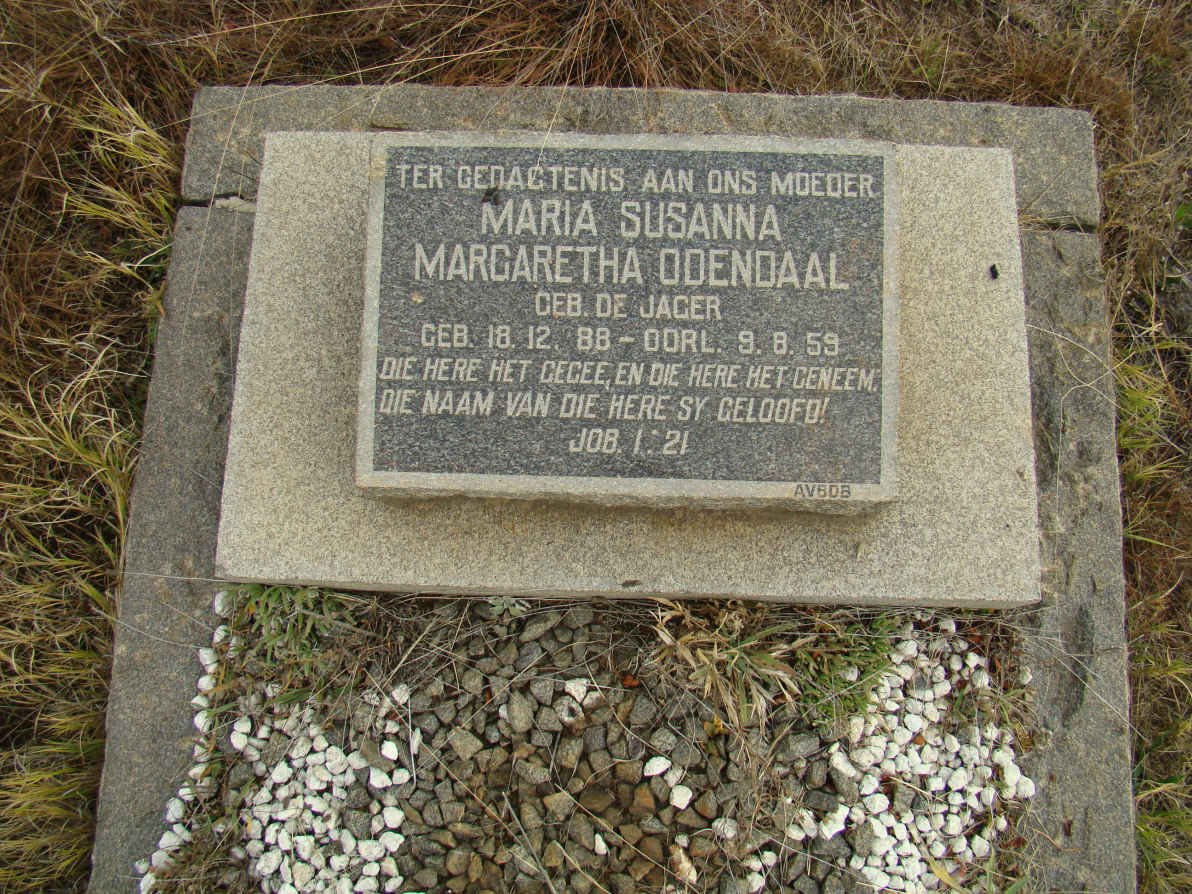 TER GEDAGTENIS AAN ONS MOEDER
MARIA SUSANNA
MARGARETHA ODENDAAL
GEB. DE JAGER
GEB. 18. 12. 88 - OORL. 9. 8. 59
DIE HERE HET GEGEE, EN DIE HERE HET GENEEM,
DIE NAAM VAN DIE HERE SY GELOOFD!
JOB. 1: 21
AVBOB